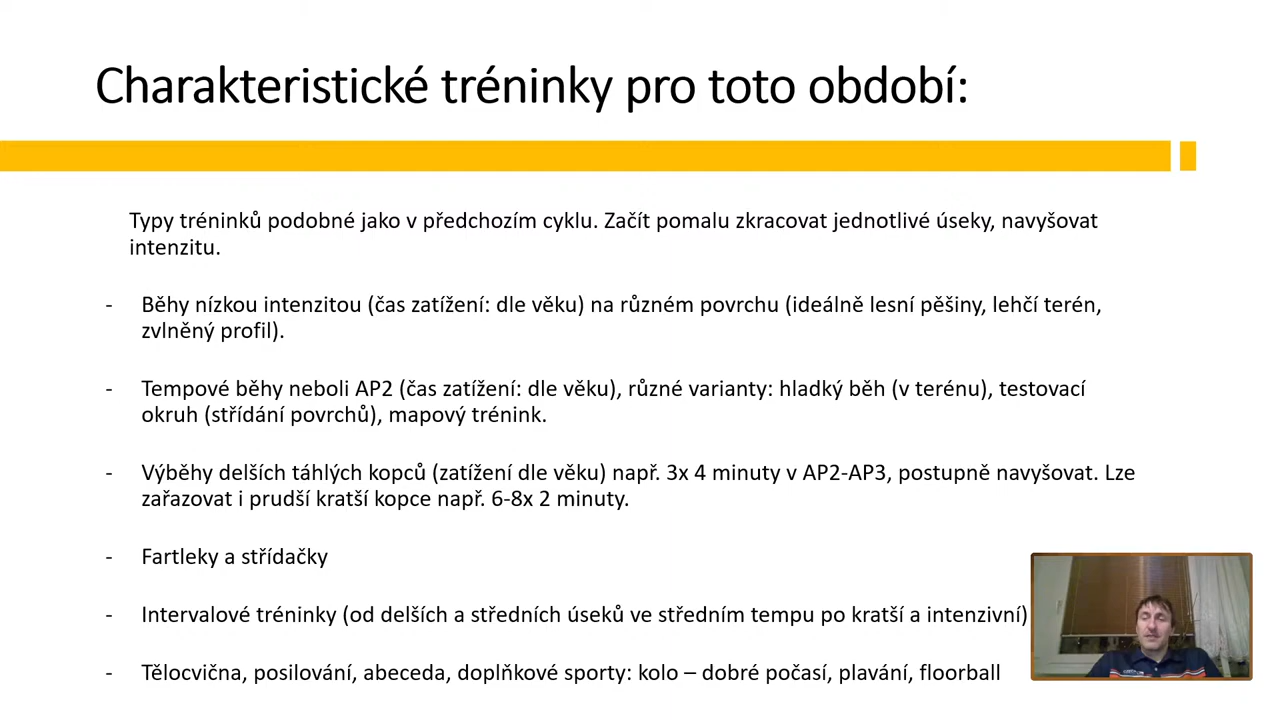 Charakteristické tréninky pro toto období:
Typy tréninků podobné jako v předchozím cyklu. Začít pomalu zkracovat jednotlivé úseky, navyšovat
intenzitu.
- Běhy nízkou intenzitou (čas zatížení: dle věku) na různém povrchu (ideálně lesní pěšiny, lehčí terén,
zvlněný profil).
- Tempové běhy neboli AP2 (čas zatížení: dle věku), různé varianty: hladký běh (v terénu), testovací
okruh (střídání povrchů), mapový trénink.
- Výběhy delších táhlých kopců (zatížení dle věku) např. 3x 4 minuty v AP2-AP3, postupně navyšovat. Lze
zařazovat i prudší kratší kopce např. 6-8x 2 minuty.
- Fartleky a střídačky
- Intervalové tréninky (od delších a středních úseků ve středním tempu po kratší a intenzivní)
- Tělocvična, posilování, abeceda, doplňkové sporty: kolo – dobré počasí, plavání, floorball